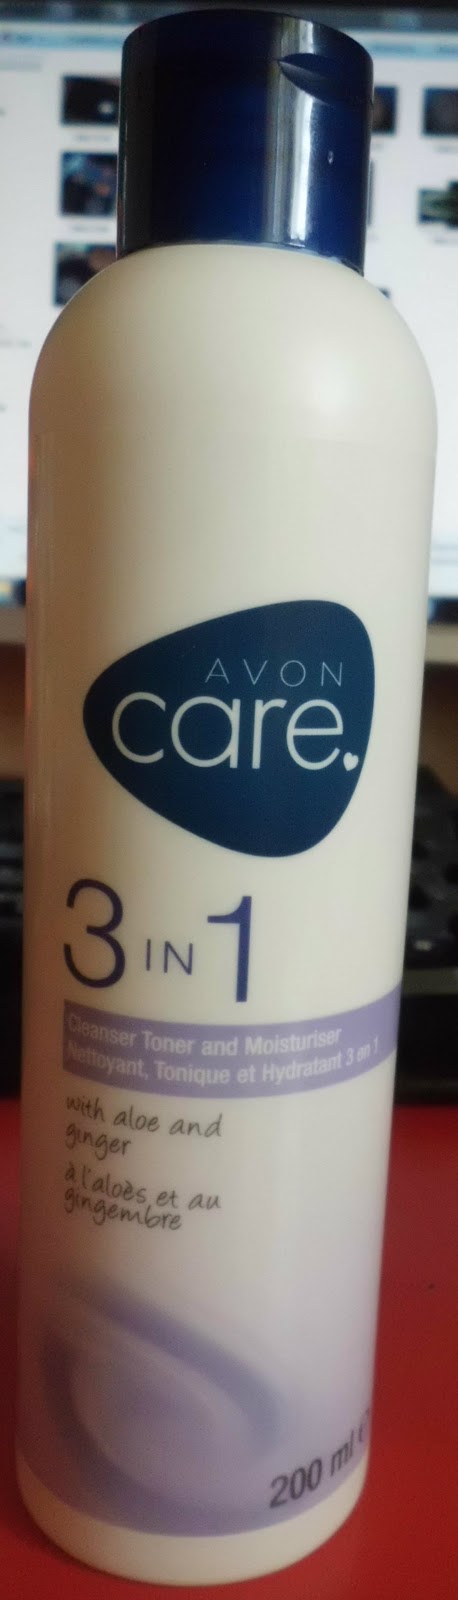 AVON
care
3 IN 1
Cleanser Toner and Moisturiser
Nettoyant, Tonique et Hydratant 3 en 1
with aloe and
ginger
à l'aloès et au
gingembre
200 ml